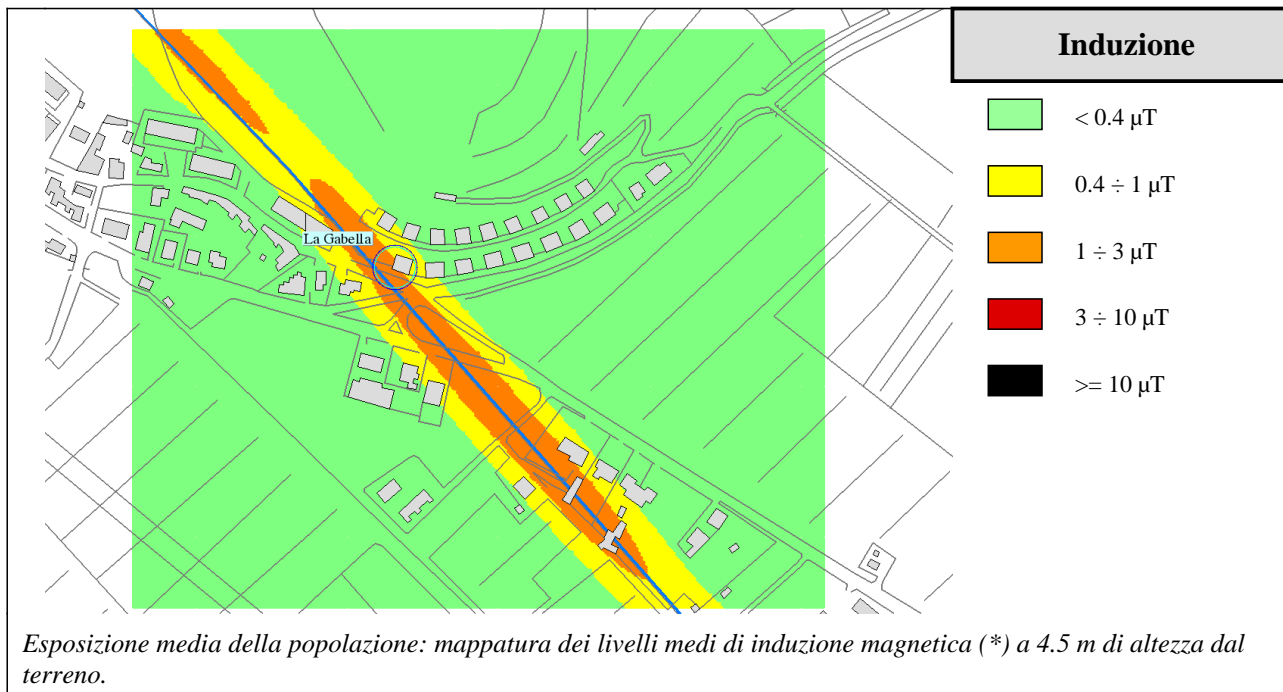 Induzione
< 0.4 µT
0.4 ÷ 1 µT
1 ÷ 3 µT
3 ÷ 10 µT
>= 10 µT
La Gabella
Esposizione media della popolazione: mappatura dei livelli medi di induzione magnetica (*) a 4.5 m di altezza dal
terreno.